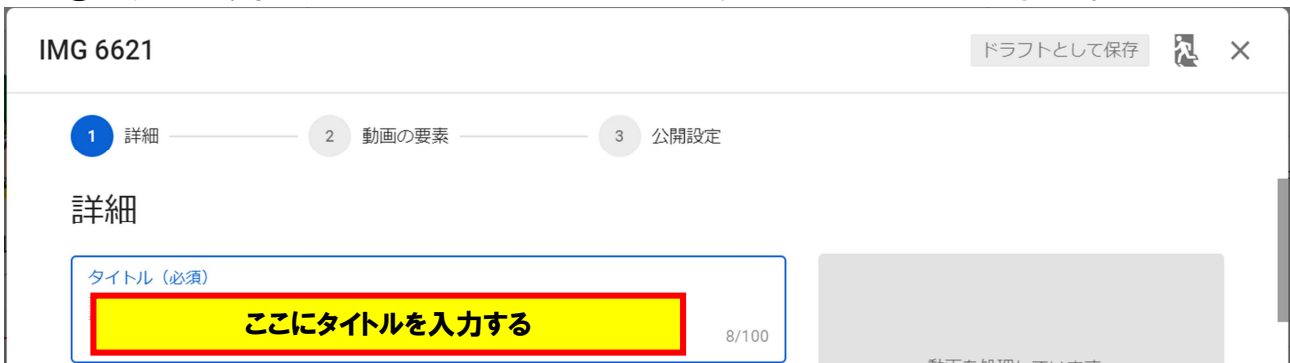 IMG 6621
ドラフトとして保存
1 詳細
2 動画の要素
3 公開設定
詳細
タイトル（必須）
ここにタイトルを入力する
8/100